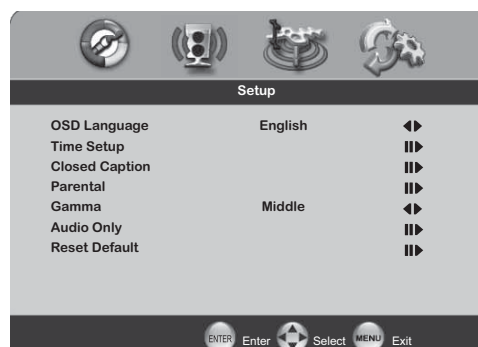 Setup
OSD Language English
Time Setup
Closed Caption
Parental
Gamma Middle
Audio Only
Reset Default
ENTER Enter Select MENU Exit